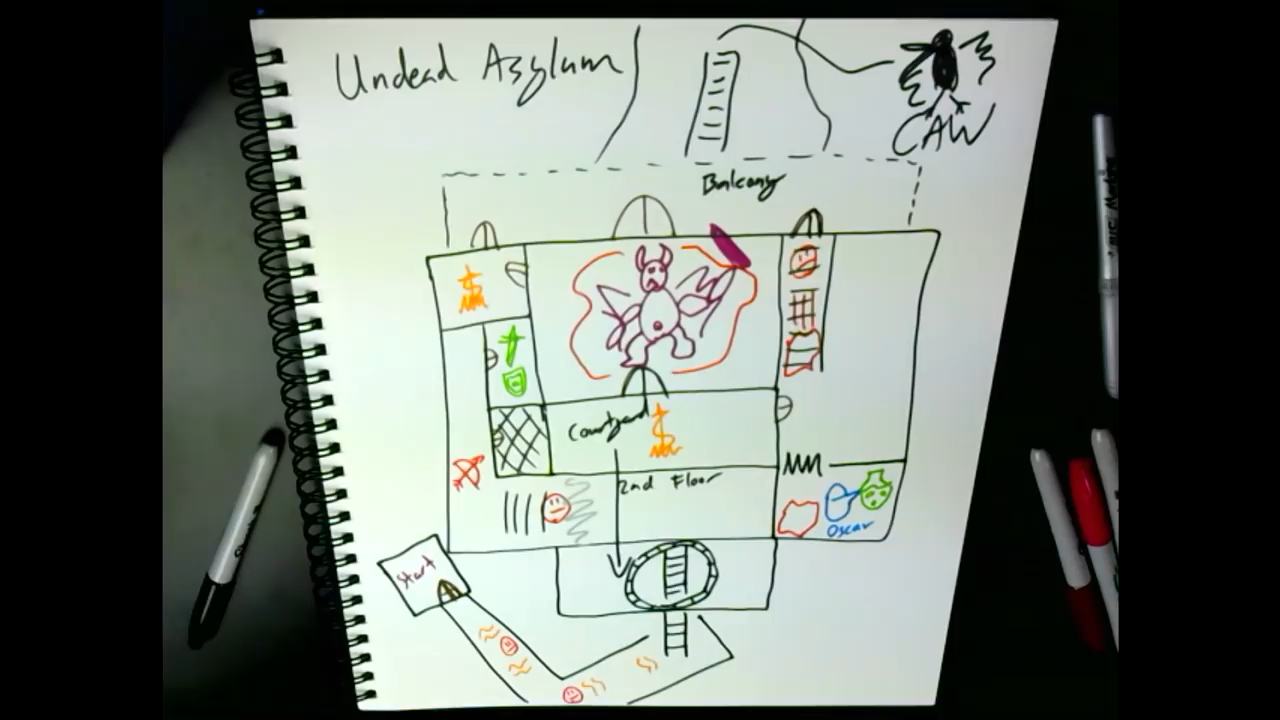 Undead Asylum
CAW
Balcony
Courtyard
2nd Floor
Oscar
Start